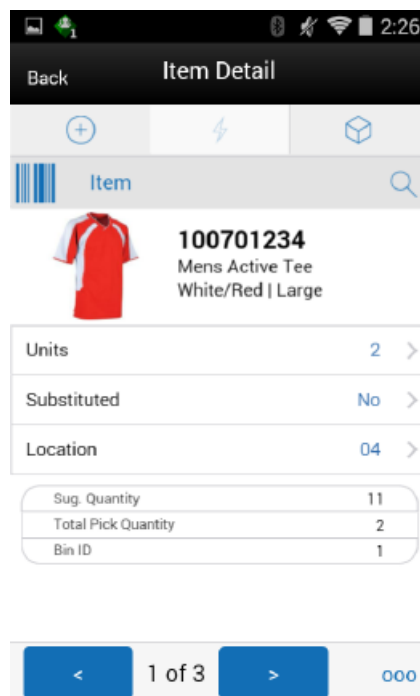 1 2:26
Back Item Detail
Item
100701234
Mens Active Tee
White/Red | Large
Units 2 >
Substituted No >
Location 04 >
Sug. Quantity 11
Total Pick Quantity 2
Bin ID 1
< 1 of 3 > ooo